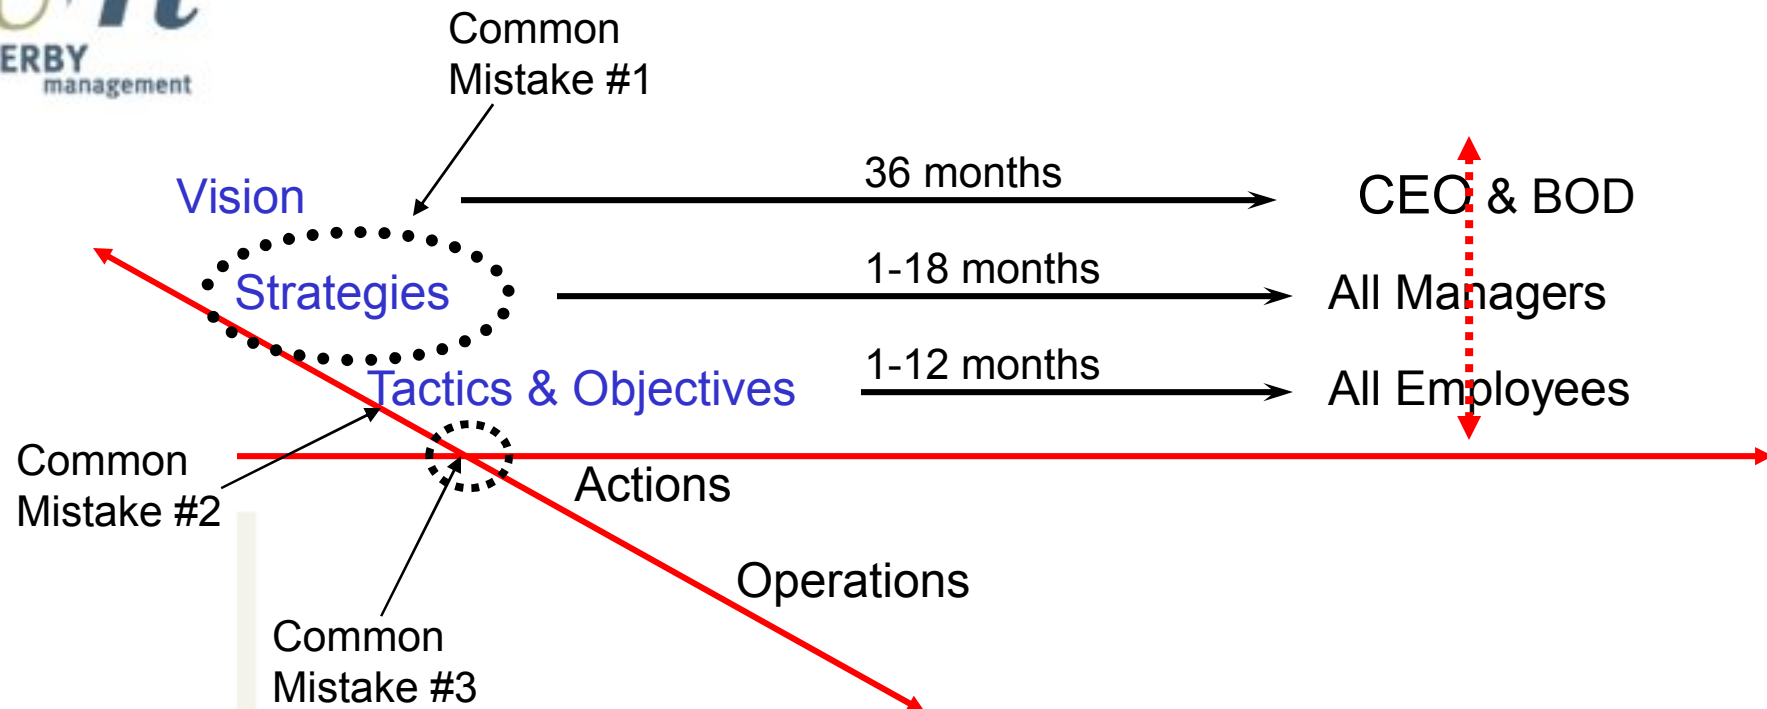 ERBY
management
Common
Mistake #1
Vision
36 months
CEO & BOD
Strategies
1-18 months
All Managers
Tactics & Objectives
1-12 months
All Employees
Common
Mistake #2
Actions
Operations
Common
Mistake #3